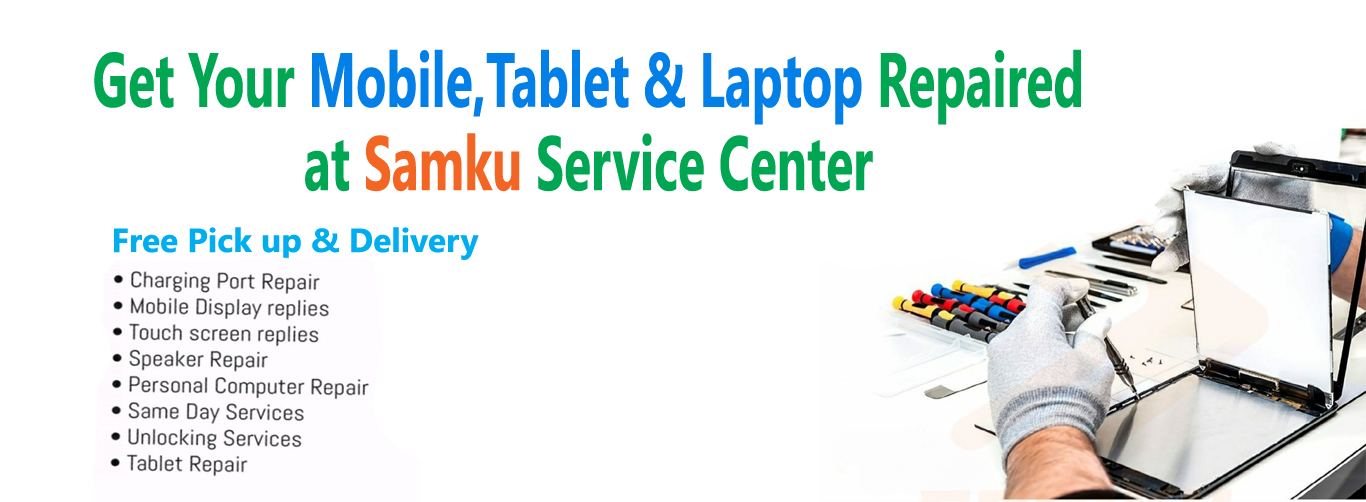 Get Your Mobile,Tablet & Laptop Repaired
at Samku Service Center
Free Pick up & Delivery
• Charging Port Repair
• Mobile Display replies
• Touch screen replies
• Speaker Repair
• Personal Computer Repair
• Same Day Services
• Unlocking Services
• Tablet Repair